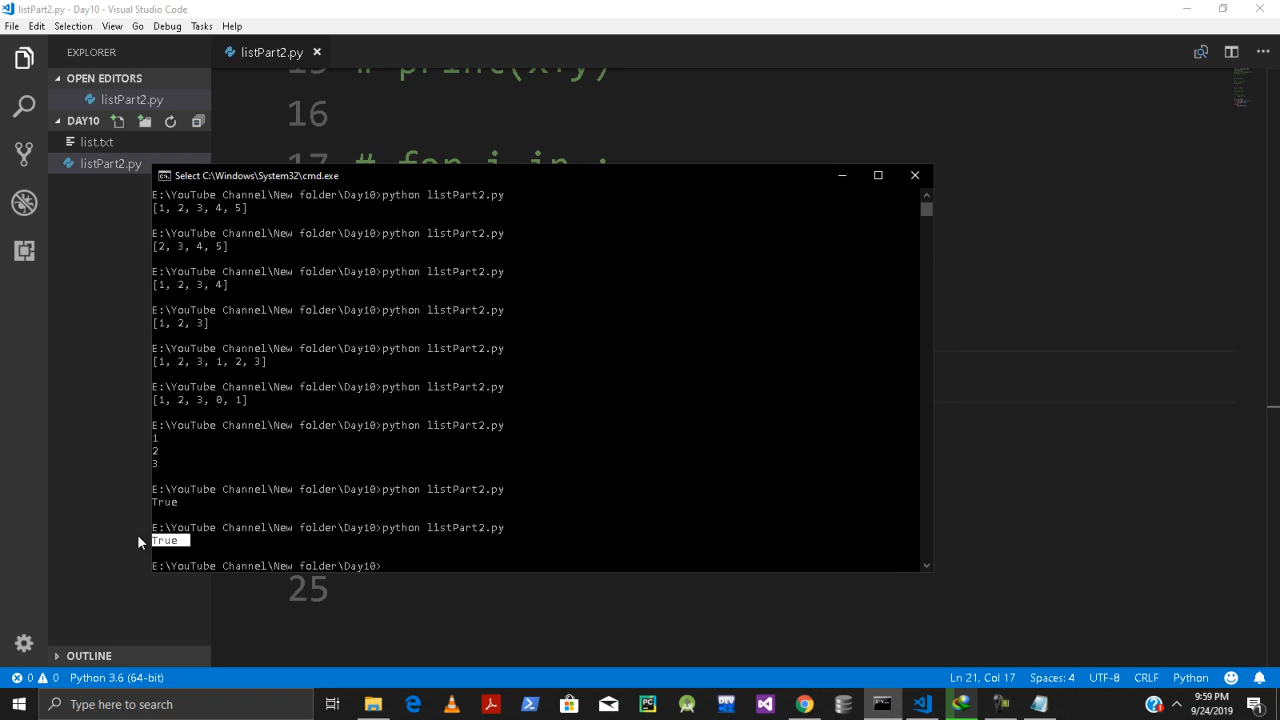 listPart2.py - Day10 - Visual Studio Code
File Edit Selection View Go Debug Tasks Help
EXPLORER
listPart2.py
OPEN EDITORS
listPart2.py
DAY10
list.txt
listPart2.py
15 # print(x+y)
16
17 # for i in :
Select C:\Windows\System32\cmd.exe
E:\YouTube Channel\New folder\Day10>python listPart2.py
[1, 2, 3, 4, 5]
E:\YouTube Channel\New folder\Day10>python listPart2.py
[2, 3, 4, 5]
E:\YouTube Channel\New folder\Day10>python listPart2.py
[1, 2, 3, 4]
E:\YouTube Channel\New folder\Day10>python listPart2.py
[1, 2, 3]
E:\YouTube Channel\New folder\Day10>python listPart2.py
[1, 2, 3, 1, 2, 3]
E:\YouTube Channel\New folder\Day10>python listPart2.py
[1, 2, 3, 0, 1]
E:\YouTube Channel\New folder\Day10>python listPart2.py
1
2
3
E:\YouTube Channel\New folder\Day10>python listPart2.py
True
E:\YouTube Channel\New folder\Day10>python listPart2.py
True
E:\YouTube Channel\New folder\Day10>
25
OUTLINE
0 0 Python 3.6 (64-bit)
Ln 21, Col 17 Spaces: 4 UTF-8 CRLF Python
Type here to search
9:59 PM
9/24/2019